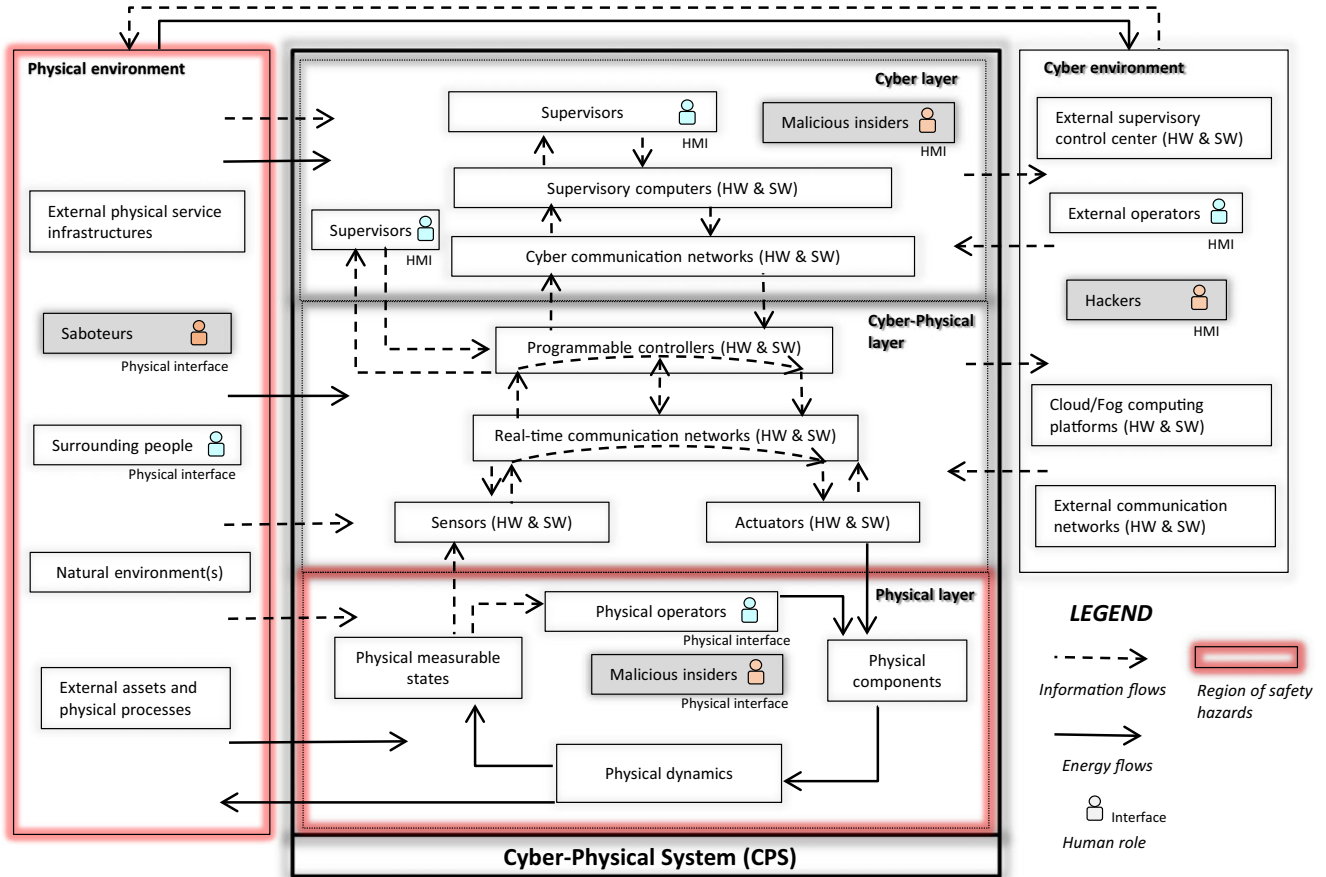 Physical environment
External physical service
infrastructures
Saboteurs
Physical interface
Surrounding people
Physical interface
Natural environment(s)
External assets and
physical processes
Cyber layer
Supervisors
HMI
Malicious insiders
HMI
Supervisory computers (HW & SW)
Supervisors
HMI
Cyber communication networks (HW & SW)
Cyber-Physical
layer
Programmable controllers (HW & SW)
Real-time communication networks (HW & SW)
Sensors (HW & SW)
Actuators (HW & SW)
Physical layer
Physical operators
Physical interface
Physical measurable
states
Malicious insiders
Physical interface
Physical
components
Physical dynamics
Cyber-Physical System (CPS)
Cyber environment
External supervisory
control center (HW & SW)
External operators
HMI
Hackers
HMI
Cloud/Fog computing
platforms (HW & SW)
External communication
networks (HW & SW)
LEGEND
Information flows
Region of safety
hazards
Energy flows
Interface
Human role